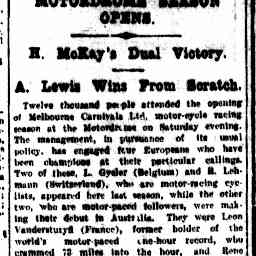 MOTORDROME SEASON
OPENS.
H. McKay's Dual Victory.
A. Lewis Wins From Scratch.
Twelve thousand people attended the opening
of Melbourne Carnivals Ltd. motor-cycle racing
season at the Motordrome on Saturday evening.
The management, in pursuance of its usual
policy, has engaged four Europeans who have
been champions at their particular callings.
Two of these, L. Gysler (Belgium) and H. Leh-
mann (Switzerland), who are motor-racing cyc-
lists, appeared here last season, while the other
two, who are motor-paced followers, were mak-
ing their debut in Australia. They were Leon
Vanderstuyft (France), former holder of the
world's motor-paced one-hour record, who
crammed 73 miles into the hour, and Rene